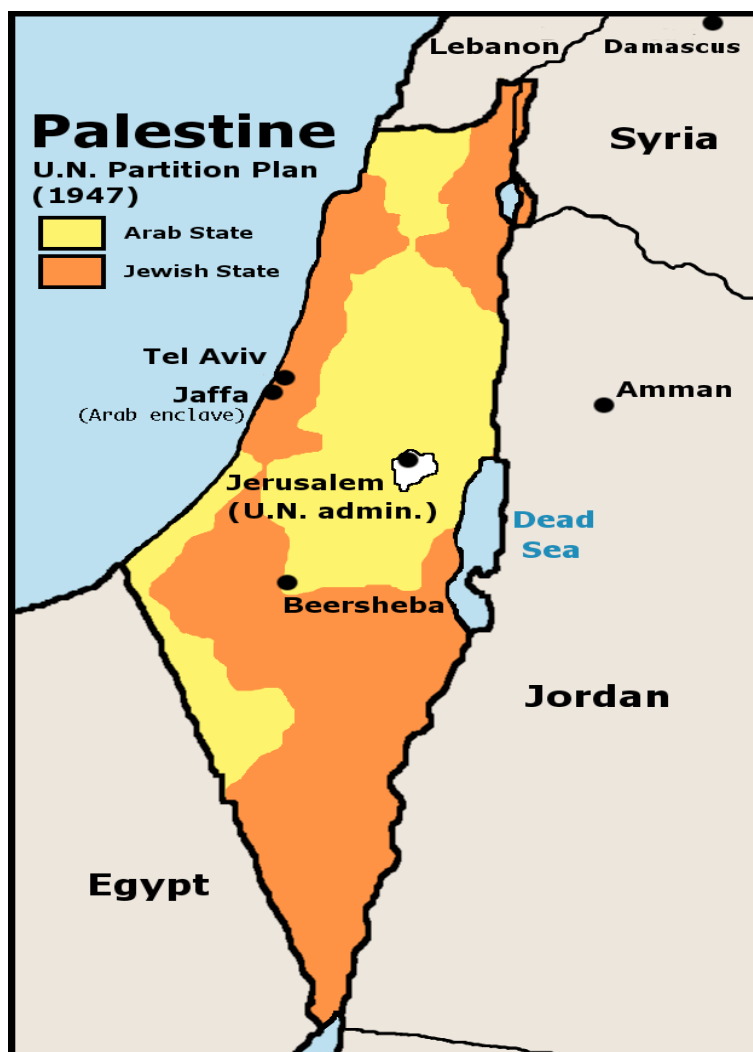 Lebanon
Damascus
Palestine
U.N. Partition Plan
(1947)
Syria
Arab State
Jewish State
Tel Aviv
Jaffa
(Arab enclave)
Amman
Jerusalem
(U.N. admin.)
Dead
Sea
Beersheba
Jordan
Egypt